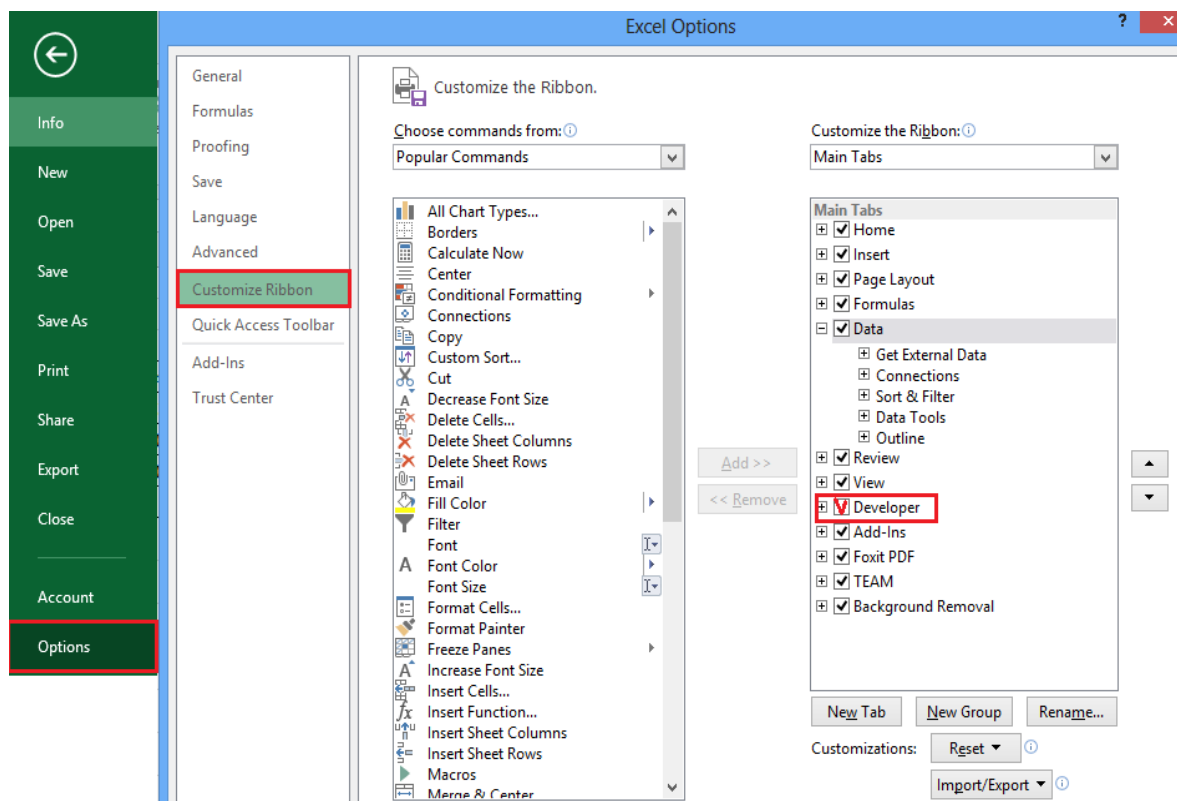 Excel Options
?
Info
New
Open
Save
Save As
Print
Share
Export
Close
Account
Options
General
Formulas
Proofing
Save
Language
Advanced
Customize Ribbon
Quick Access Toolbar
Add-Ins
Trust Center
Customize the Ribbon.
Choose commands from:
Popular Commands
All Chart Types...
Borders
Calculate Now
Center
Conditional Formatting
Connections
Copy
Custom Sort...
Cut
Decrease Font Size
Delete Cells...
Delete Sheet Columns
Delete Sheet Rows
Email
Fill Color
Filter
Font
Font Color
Font Size
Format Cells...
Format Painter
Freeze Panes
Increase Font Size
Insert Cells...
Insert Function...
Insert Sheet Columns
Insert Sheet Rows
Macros
Merge & Center
Add >>
<< Remove
Customize the Ribbon:
Main Tabs
Main Tabs
Home
Insert
Page Layout
Formulas
Data
Get External Data
Connections
Sort & Filter
Data Tools
Outline
Review
View
Developer
Add-Ins
Foxit PDF
TEAM
Background Removal
New Tab New Group Rename...
Customizations: Reset
Import/Export